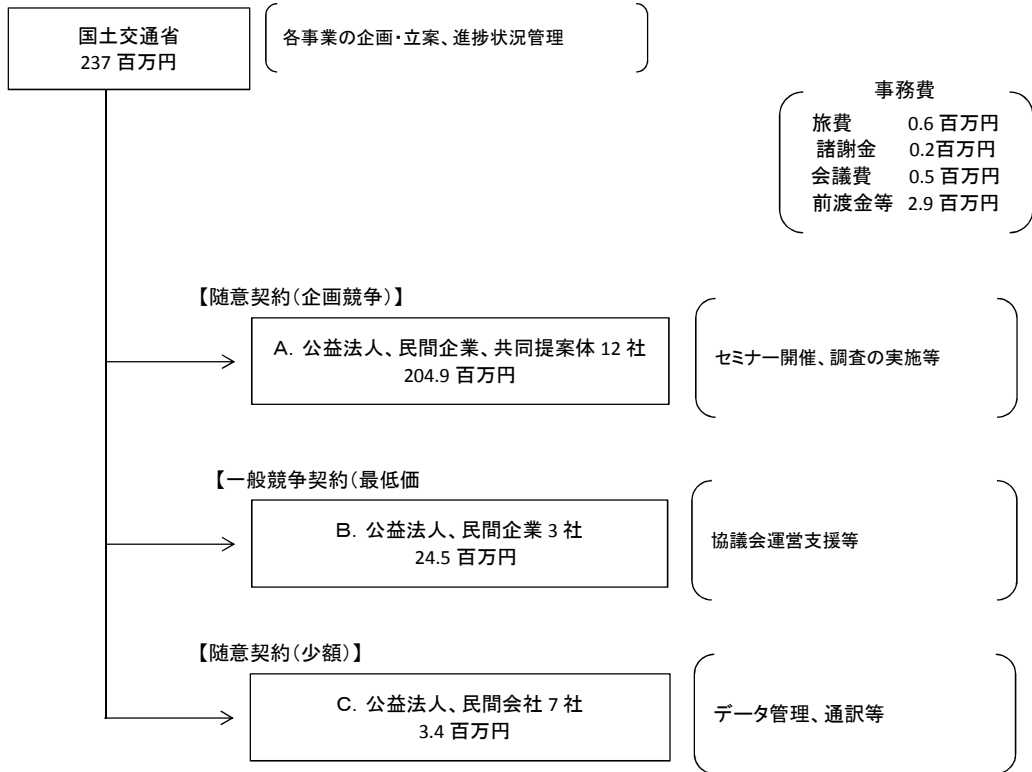 国土交通省
237 百万円
各事業の企画・立案、進捗状況管理
事務費
旅費 0.6 百万円
諸謝金 0.2百万円
会議費 0.5 百万円
前渡金等 2.9 百万円
【随意契約(企画競争)】
A. 公益法人、民間企業、共同提案体 12 社
204.9 百万円
セミナー開催、調査の実施等
【一般競争契約(最低価
B. 公益法人、民間企業 3 社
24.5 百万円
協議会運営支援等
【随意契約(少額)】
C. 公益法人、民間会社 7 社
3.4 百万円
データ管理、通訳等